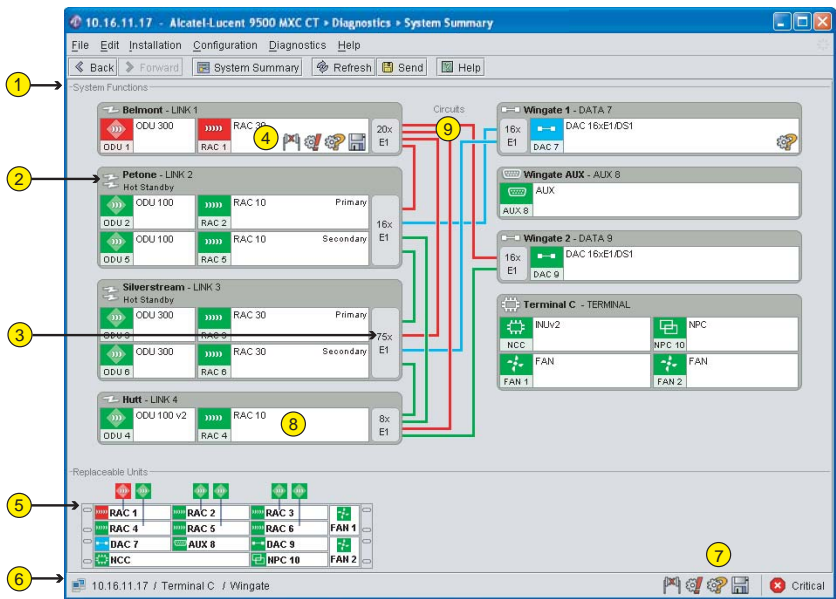 10.16.11.17 - Alcatel-Lucent 9500 MXC CT ▸ Diagnostics ▸ System Summary
File Edit Installation Configuration Diagnostics Help
Back Forward System Summary Refresh Send Help
1
System Functions
Belmont - LINK 1
ODU 300
ODU 1
RAC 30
RAC 1
4
20x
E1
Circuits
9
Wingate 1 - DATA 7
16x
E1
DAC 16xE1/DS1
DAC 7
2
Petone - LINK 2
Hot Standby
ODU 100
ODU 2
RAC 10
RAC 2
Primary
ODU 100
ODU 5
RAC 10
RAC 5
Secondary
16x
E1
Wingate AUX - AUX 8
AUX
AUX 8
Wingate 2 - DATA 9
16x
E1
DAC 16xE1/DS1
DAC 9
3
Silverstream - LINK 3
Hot Standby
ODU 300
ODU 3
RAC 30
RAC 3
Primary
ODU 300
ODU 6
RAC 30
RAC 6
Secondary
75x
E1
Terminal C - TERMINAL
INUv2
NCC
NPC
NPC 10
FAN
FAN 1
FAN
FAN 2
Hutt - LINK 4
ODU 100 v2
ODU 4
RAC 10
RAC 4
8
8x
E1
Replaceable Units
5
RAC 1 RAC 2 RAC 3
RAC 4 RAC 5 RAC 6 FAN 1
DAC 7 AUX 8 DAC 9
NCC NPC 10 FAN 2
7
6
10.16.11.17 / Terminal C / Wingate
Critical